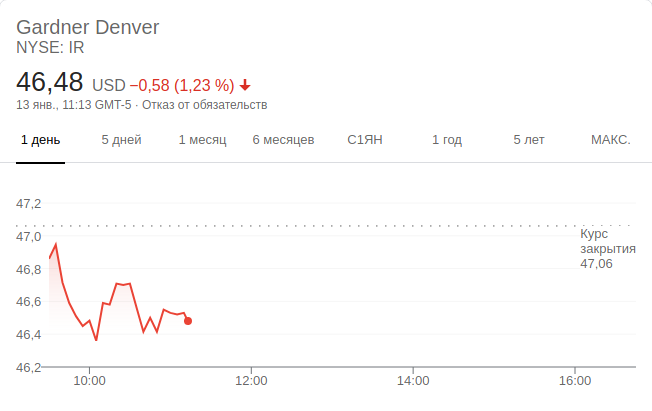 Gardner Denver
NYSE: IR
46,48 USD −0,58 (1,23 %)
13 янв., 11:13 GMT-5 · Отказ от обязательств
1 день 5 дней 1 месяц 6 месяцев С1ЯН 1 год 5 лет МАКС.
47,2
47,0
46,8
46,6
46,4
46,2
Курс
закрытия
47,06
10:00 12:00 14:00 16:00